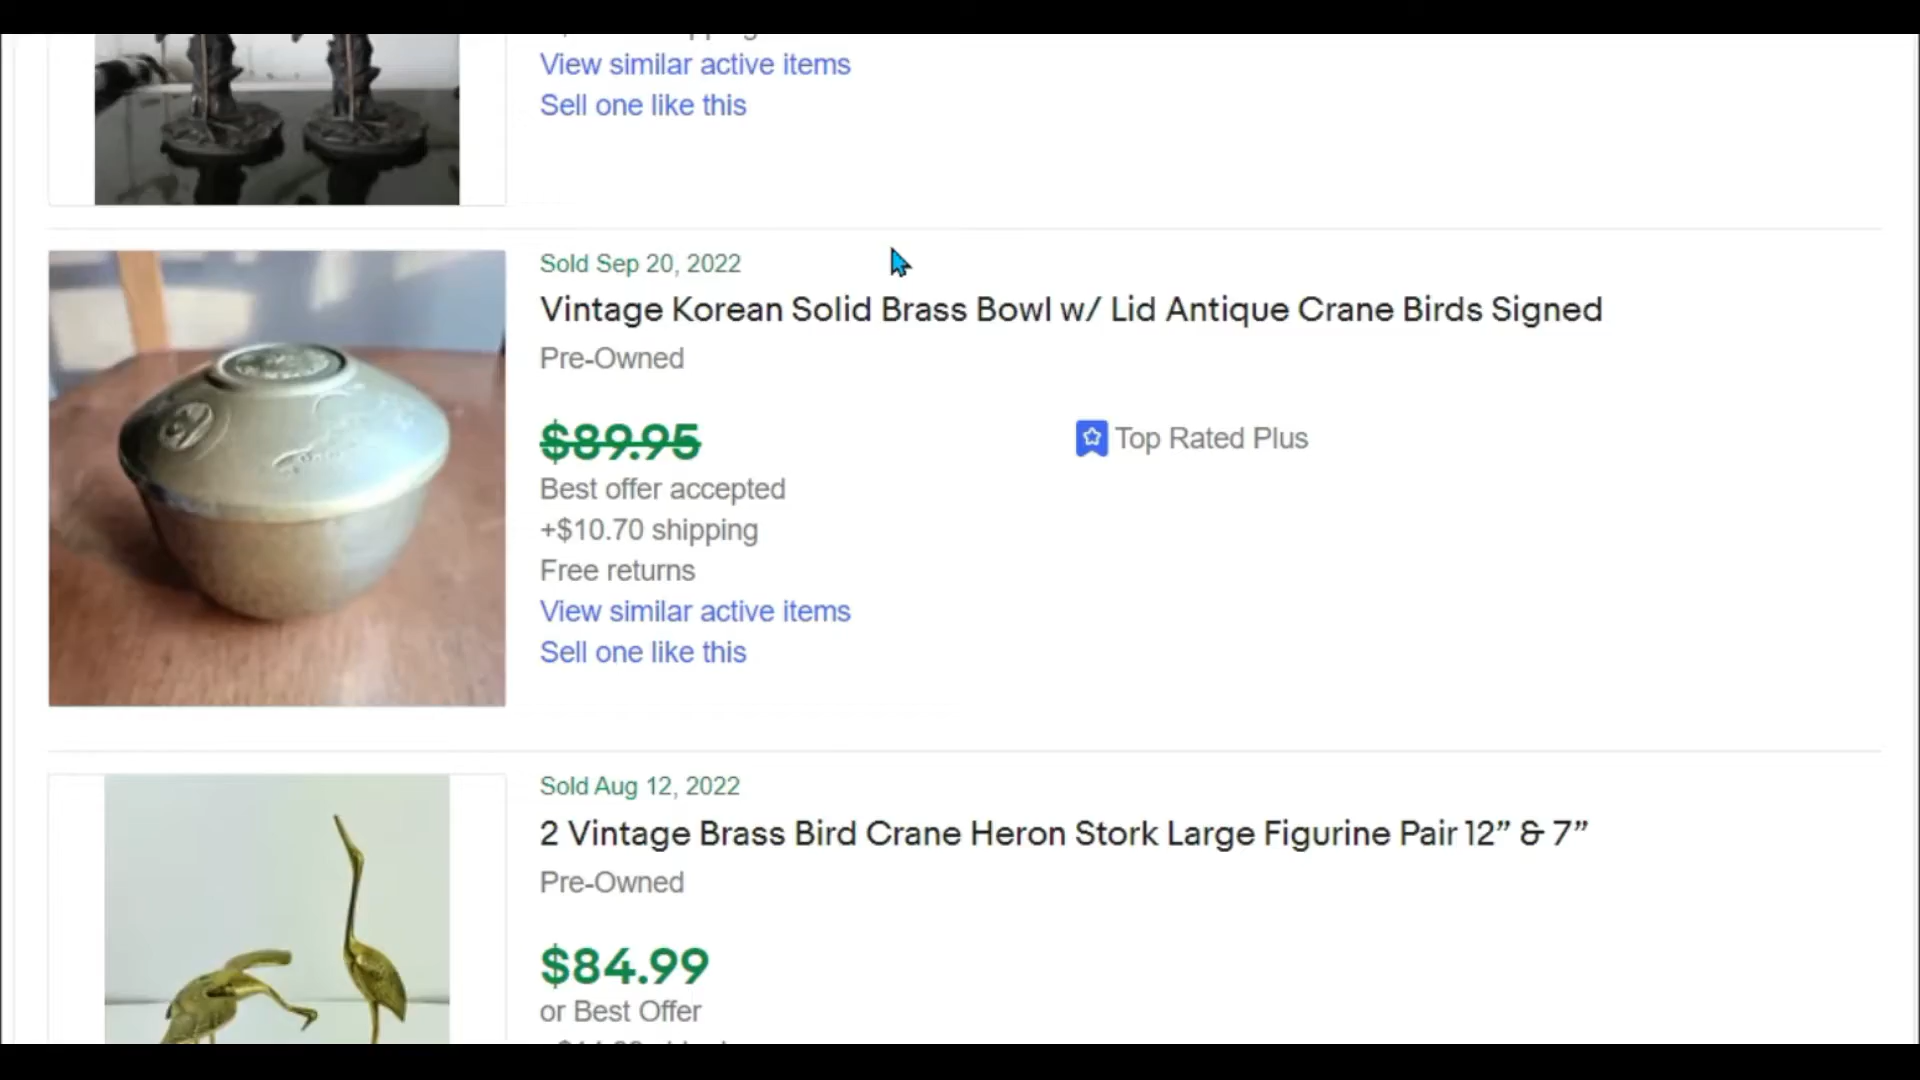 View similar active items
Sell one like this
Sold Sep 20, 2022
Vintage Korean Solid Brass Bowl w/ Lid Antique Crane Birds Signed
Pre-Owned
$89.95
Top Rated Plus
Best offer accepted
+$10.70 shipping
Free returns
View similar active items
Sell one like this
Sold Aug 12, 2022
2 Vintage Brass Bird Crane Heron Stork Large Figurine Pair 12” & 7”
Pre-Owned
$84.99
or Best Offer